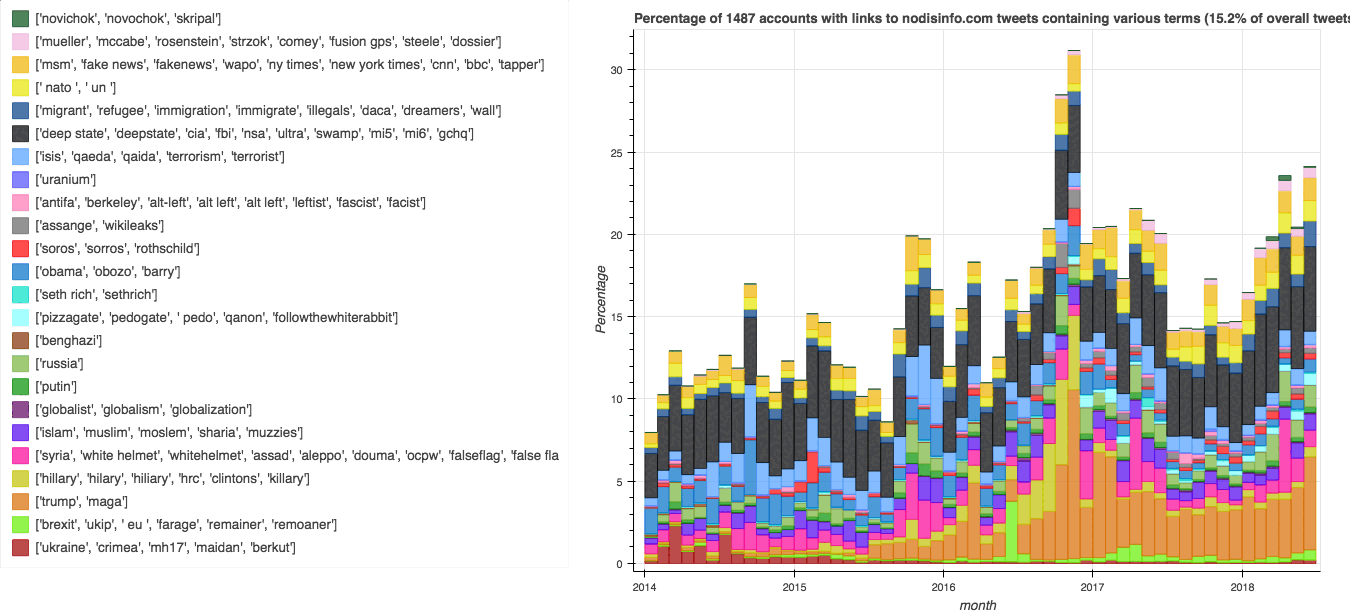 ['novichok', 'novochok', 'skripal']
['mueller', 'mccabe', 'rosenstein', 'strzok', 'comey', 'fusion gps', 'steele', 'dossier']
['msm', 'fake news', 'fakenews', 'wapo', 'ny times', 'new york times', 'cnn', 'bbc', 'tapper']
[' nato ', ' un ']
['migrant', 'refugee', 'immigration', 'immigrate', 'illegals', 'daca', 'dreamers', 'wall']
['deep state', 'deepstate', 'cia', 'fbi', 'nsa', 'ultra', 'swamp', 'mi5', 'mi6', 'gchq']
['isis', 'qaeda', 'qaida', 'terrorism', 'terrorist']
['uranium']
['antifa', 'berkeley', 'alt-left', 'alt left', 'alt left', 'leftist', 'fascist', 'facist']
['assange', 'wikileaks']
['soros', 'sorros', 'rothschild']
['obama', 'obozo', 'barry']
['seth rich', 'sethrich']
['pizzagate', 'pedogate', ' pedo', 'qanon', 'followthewhiterabbit']
['benghazi']
['russia']
['putin']
['globalist', 'globalism', 'globalization']
['islam', 'muslim', 'moslem', 'sharia', 'muzzies']
['syria', 'white helmet', 'whitehelmet', 'assad', 'aleppo', 'douma', 'ocpw', 'falseflag', 'false fla
['hillary', 'hilary', 'hiliary', 'hrc', 'clintons', 'killary']
['trump', 'maga']
['brexit', 'ukip', ' eu ', 'farage', 'remainer', 'remoaner']
['ukraine', 'crimea', 'mh17', 'maidan', 'berkut']
Percentage of 1487 accounts with links to nodisinfo.com tweets containing various terms (15.2% of overall tweets
Percentage
30
25
20
15
10
5
0
2014
2015
2016
2017
2018
month